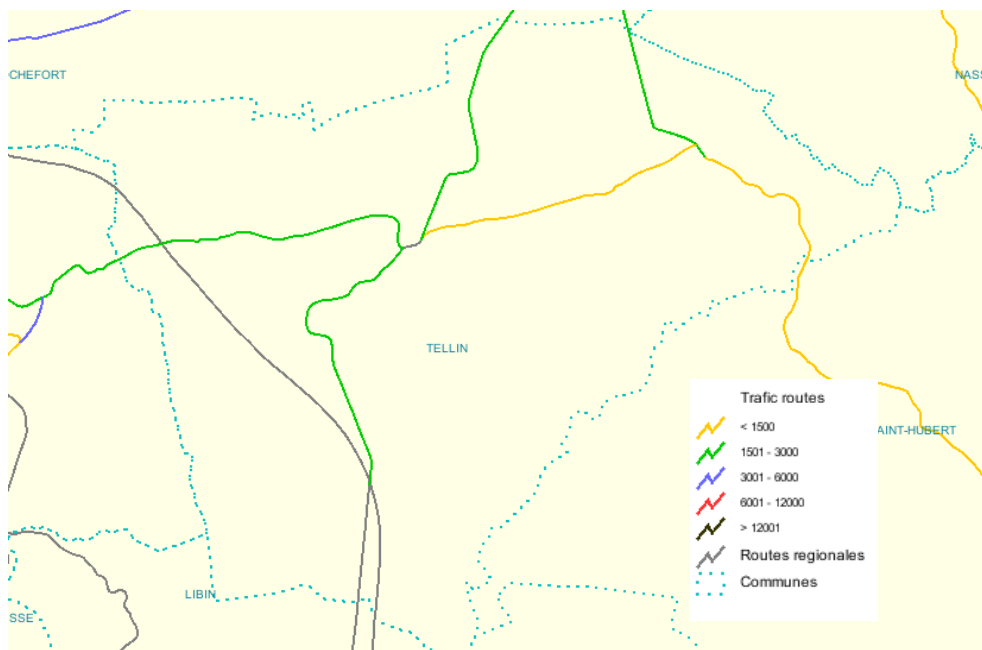 CHEFORT
NASS
TELLIN
Trafic routes
< 1500
AINT-HUBERT
1501 - 3000
3001 - 6000
6001 - 12000
> 12001
Routes regionales
Communes
LIBIN
SSE